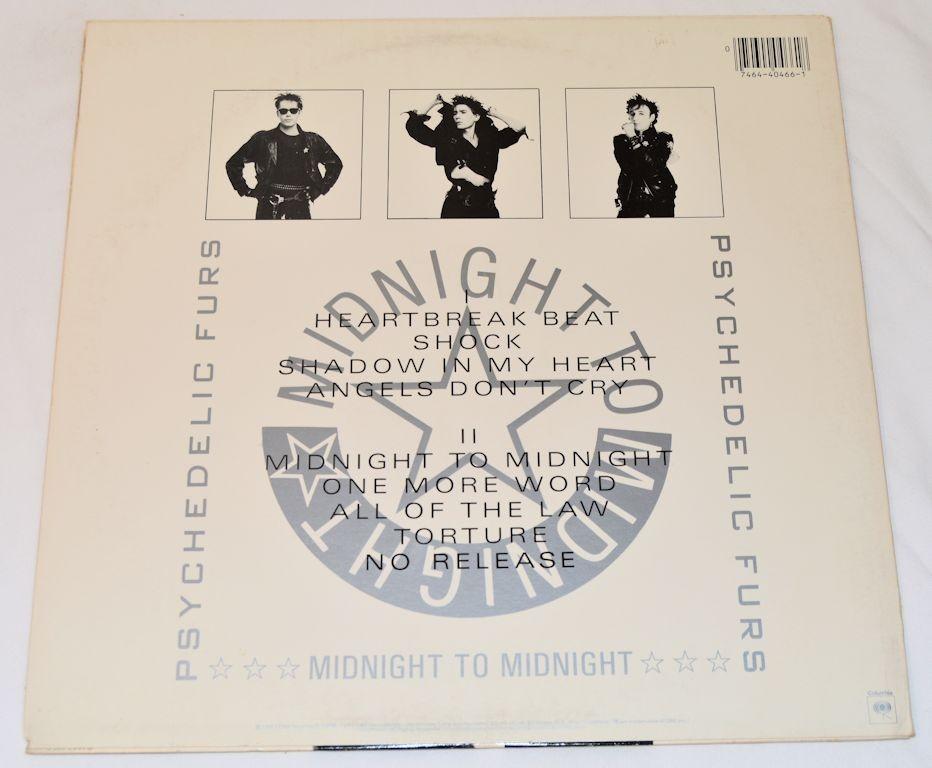 0
7464-40466-1
PSYCHEDELIC FURS
PSYCHEDELIC FURS
MIDNIGHT TO MIDNIGHT
I
HEARTBREAK BEAT
SHOCK
SHADOW IN MY HEART
ANGELS DON'T CRY
II
MIDNIGHT TO MIDNIGHT
ONE MORE WORD
ALL OF THE LAW
TORTURE
NO RELEASE
MIDNIGHT TO MIDNIGHT
Columbia